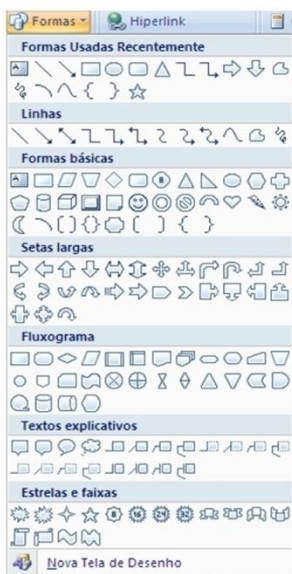 Formas Hiperlink
Formas Usadas Recentemente
Linhas
Formas básicas
Setas largas
Fluxograma
Textos explicativos
Estrelas e faixas
Nova Tela de Desenho